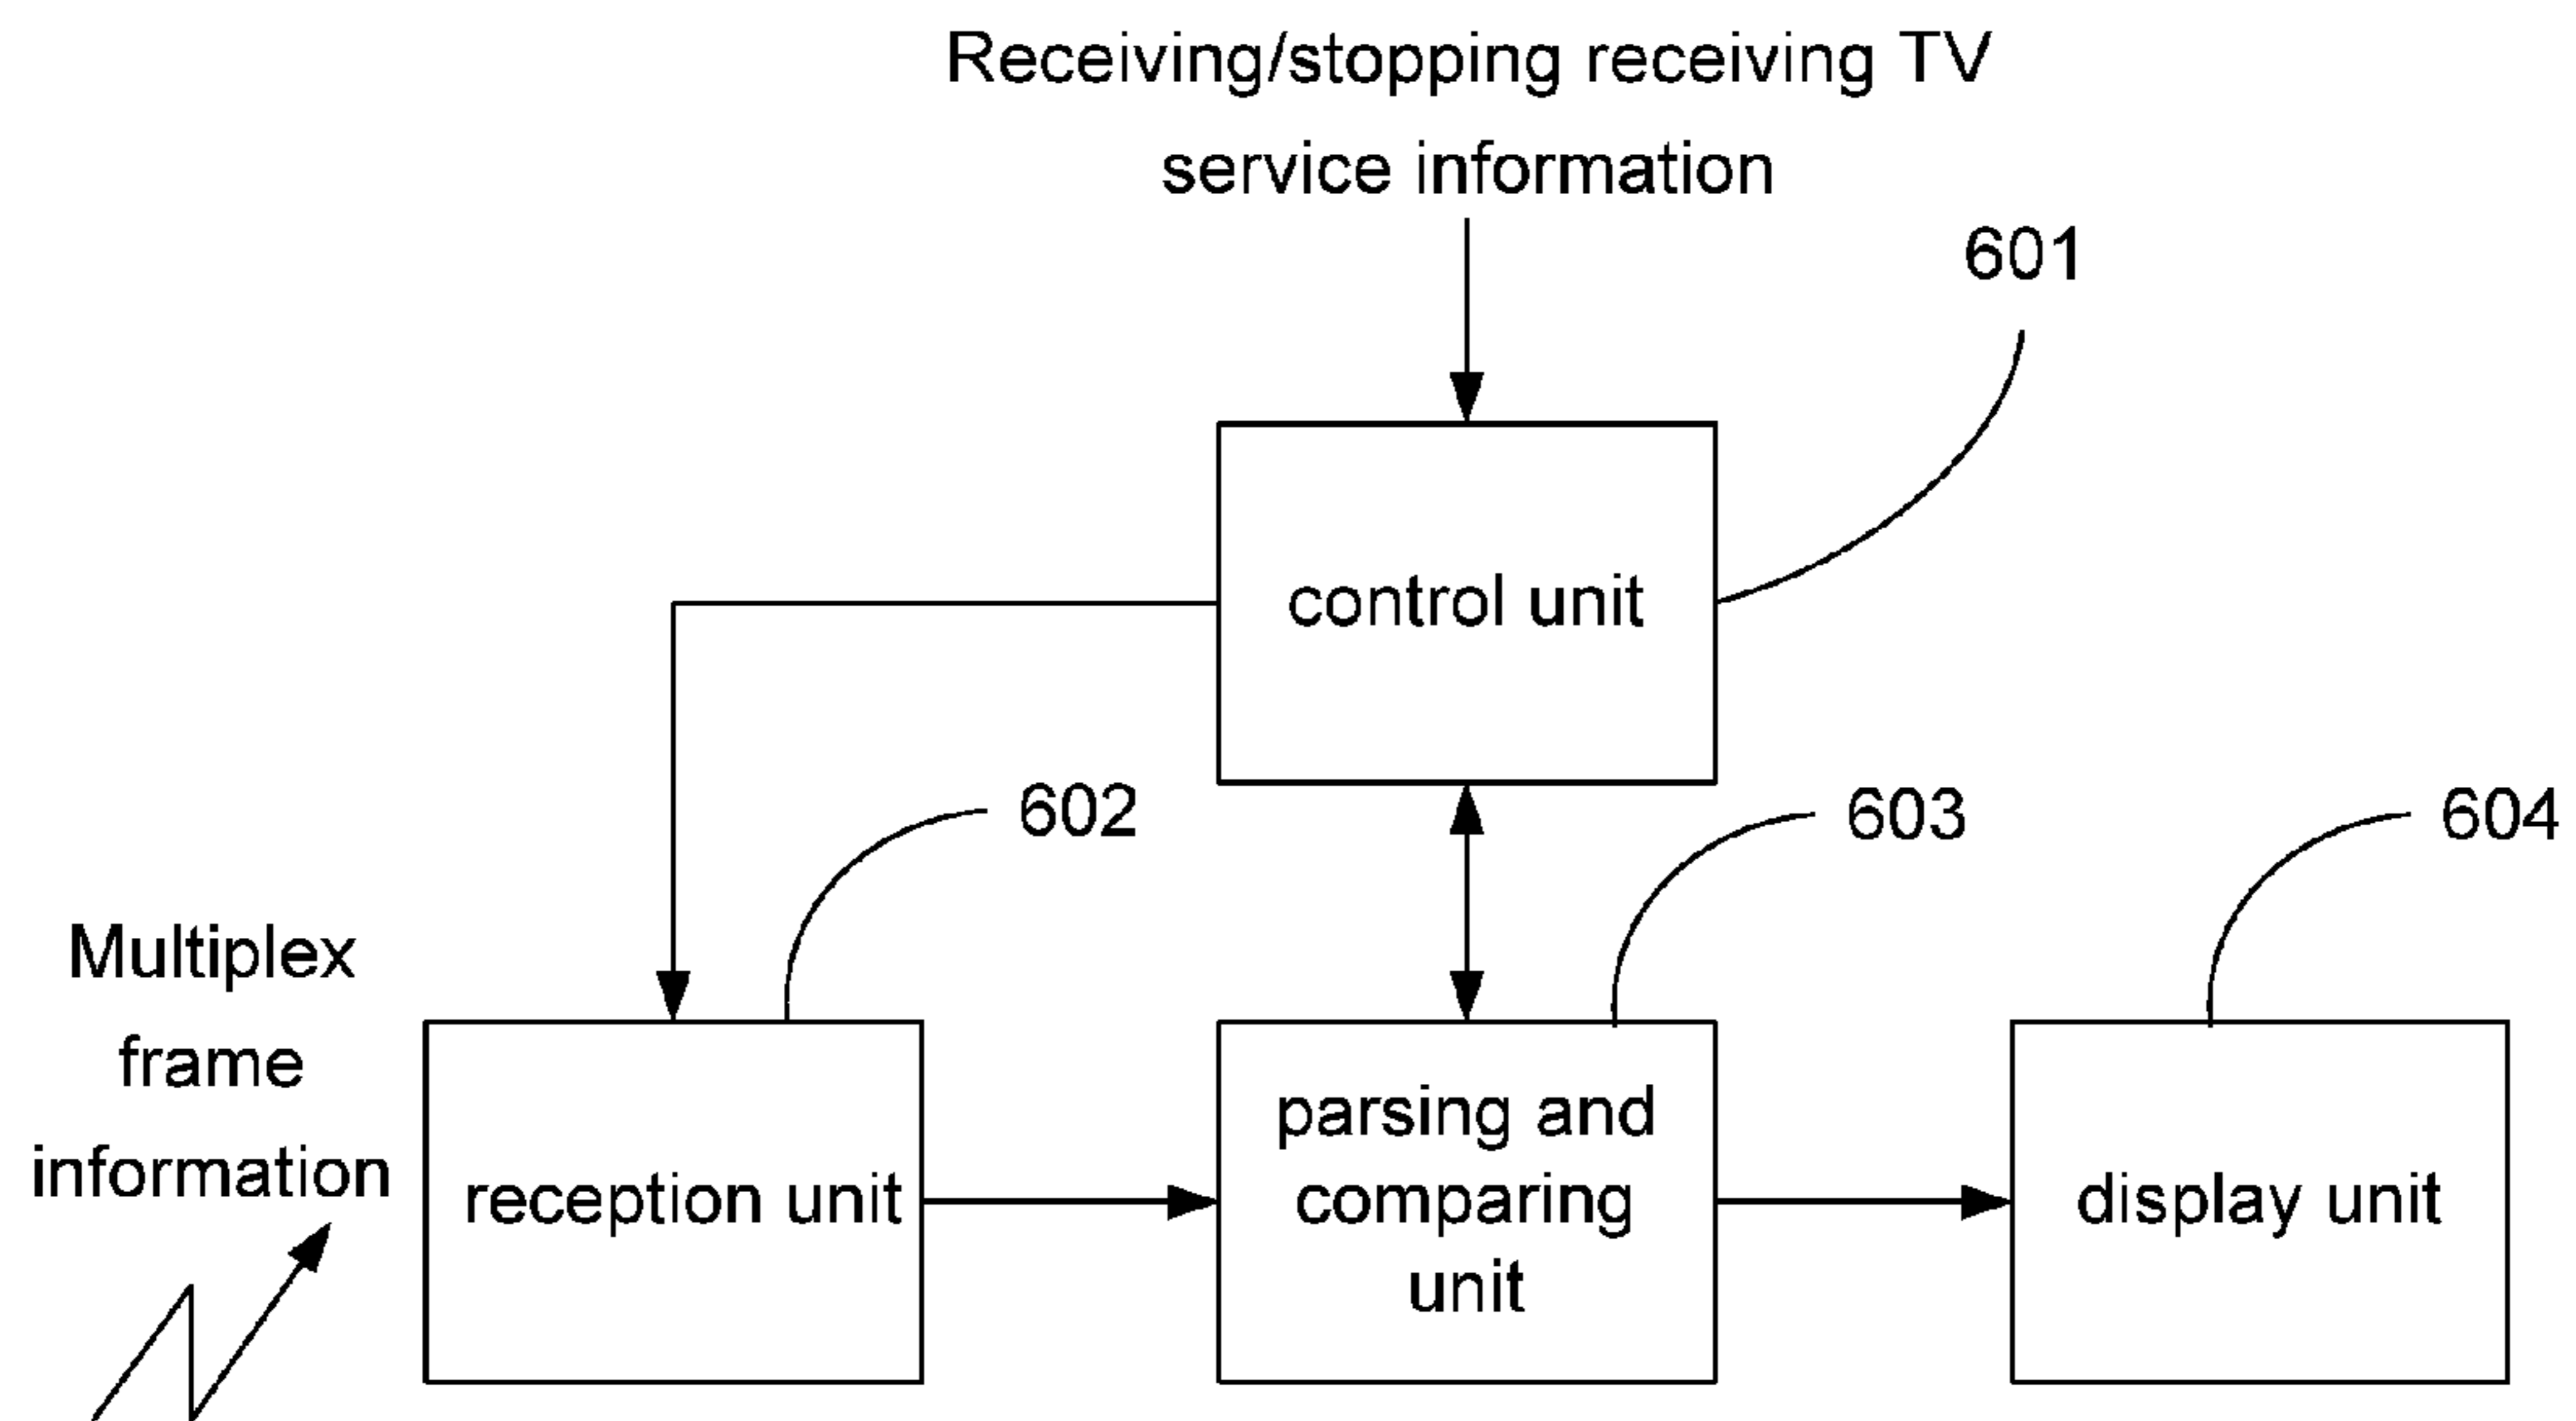 Receiving/stopping receiving TV
service information
601
control unit
602
603
604
Multiplex
frame
information
reception unit
parsing and
comparing
unit
display unit